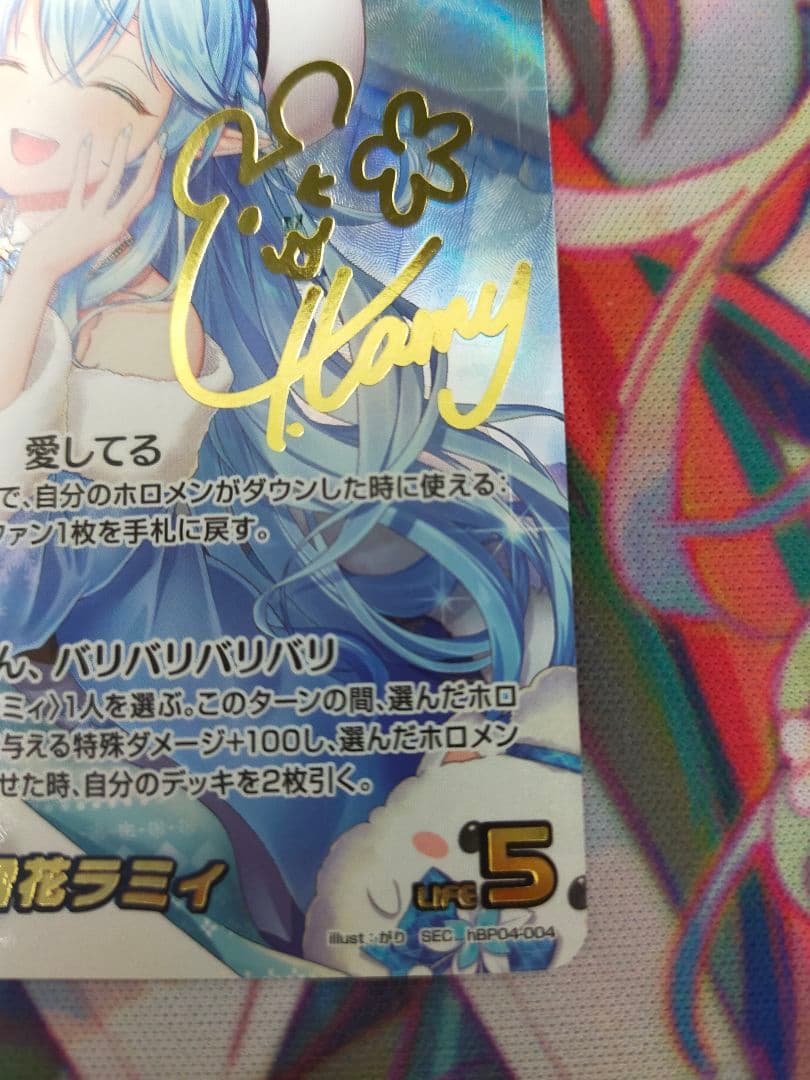 Y.Lamy
愛してる
で、自分のホロメンがダウンした時に使える：
ファン1枚を手札に戻す。
ん、バリバリバリバリ
ミィ〉1人を選ぶ。このターンの間、選んだホロ
与える特殊ダメージ+100し、選んだホロメン
せた時、自分のデッキを2枚引く。
花ラミィ
LIFE 5
illust：がり SEC hBP04-004